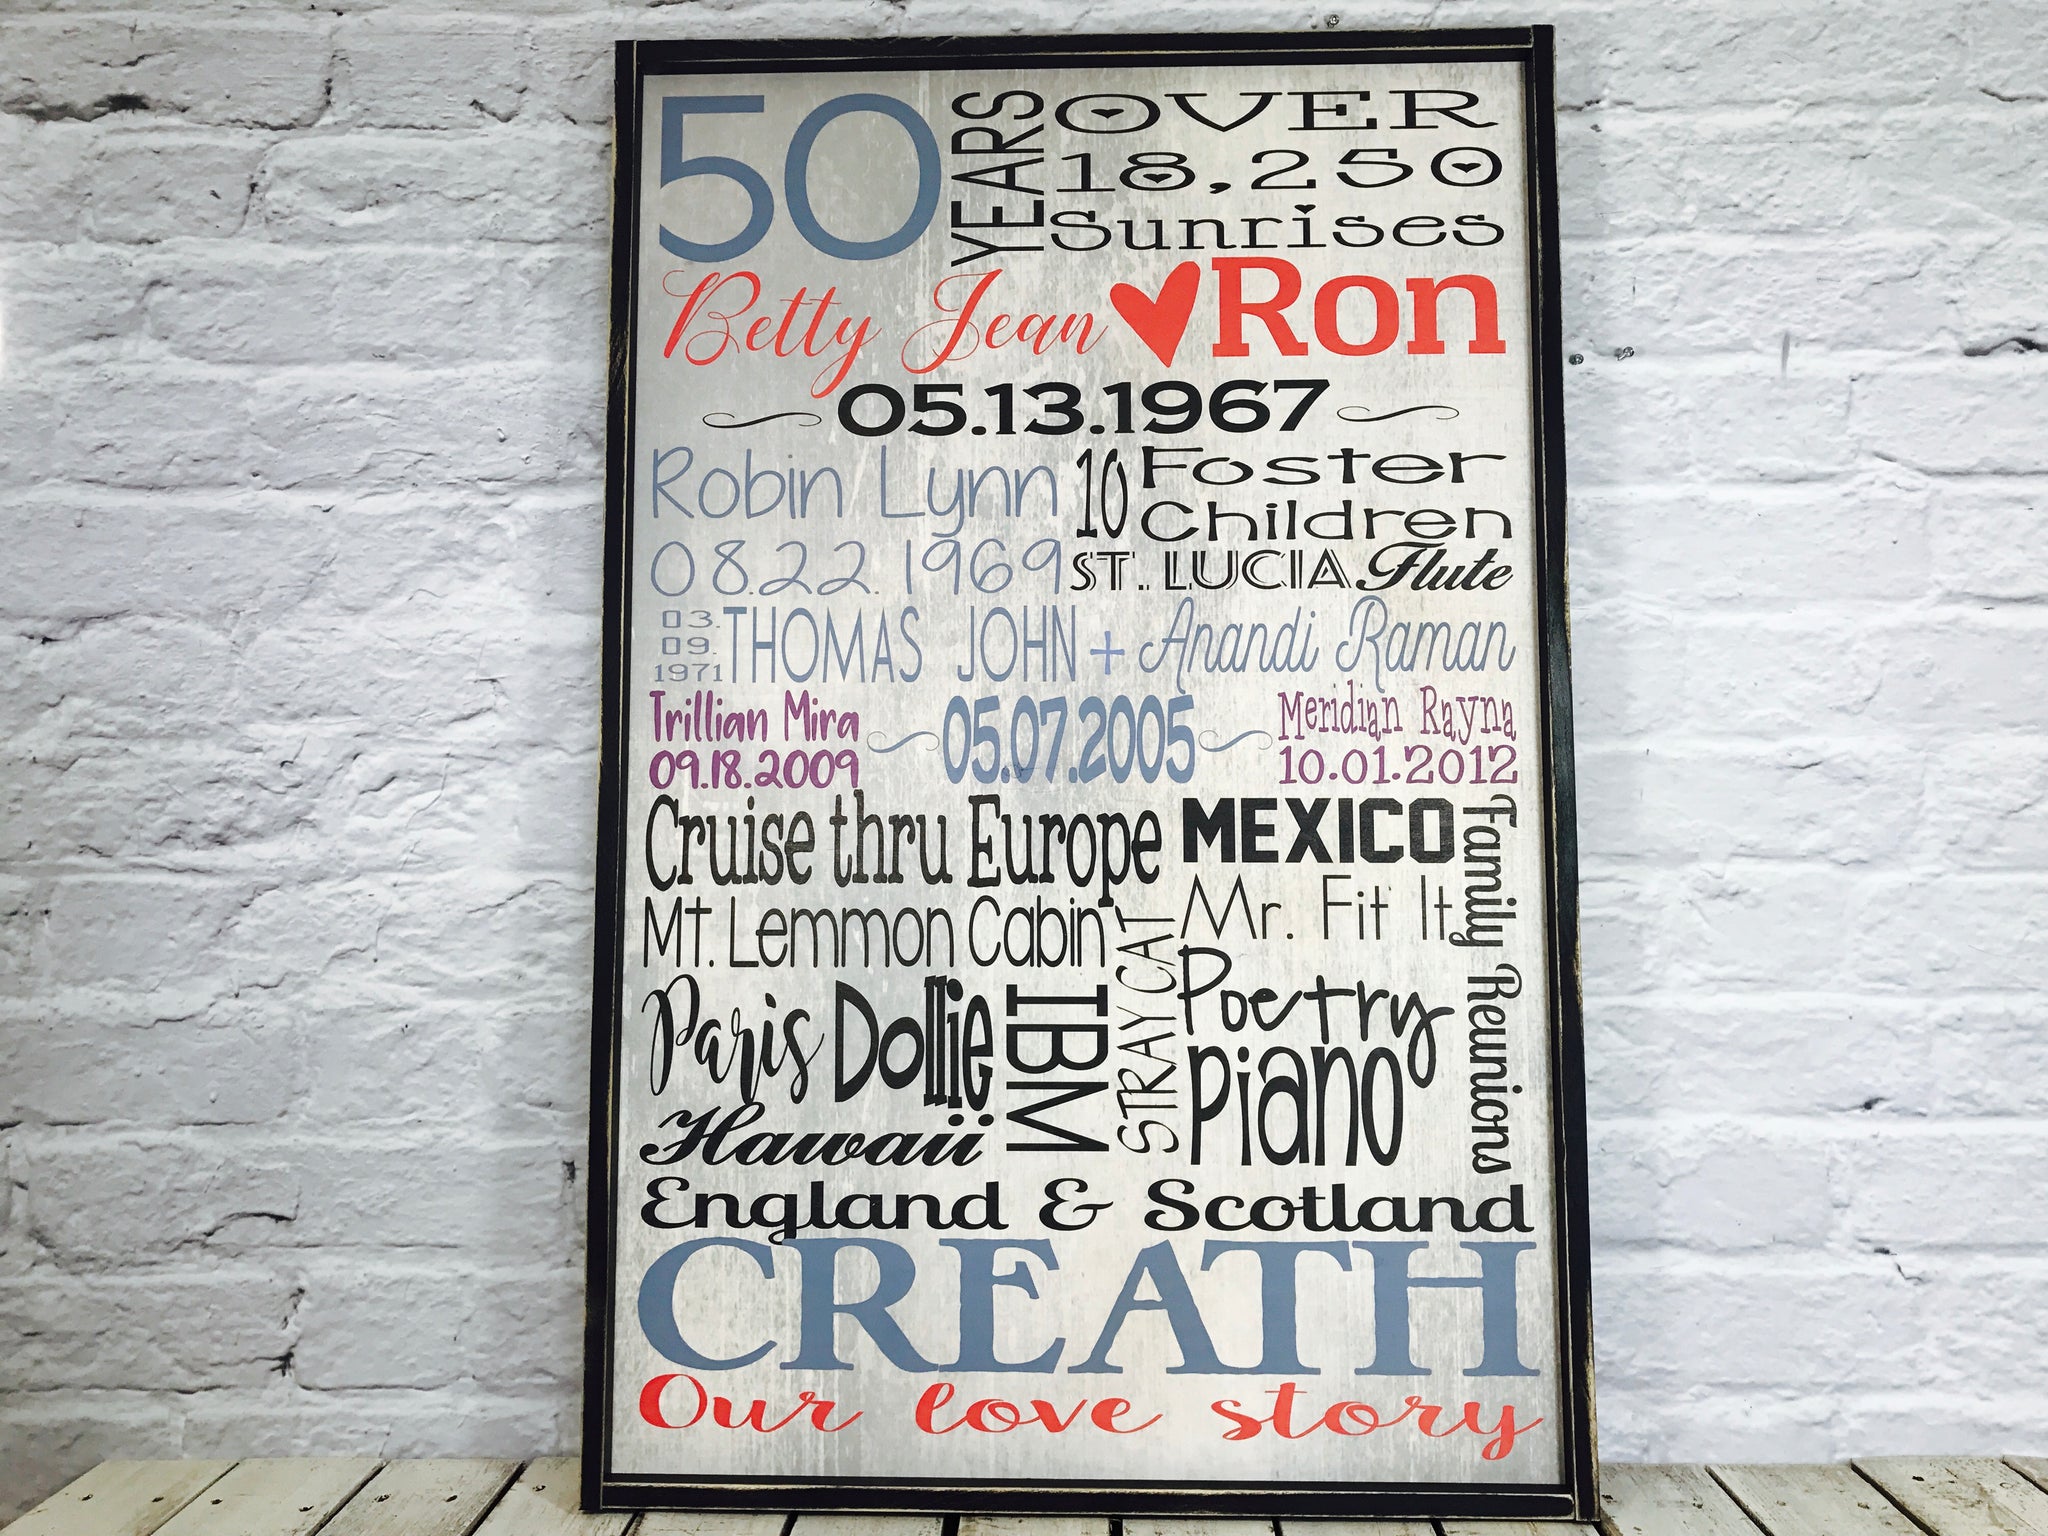 50 YEARS OVER
18,250
Sunrises
Betty Jean Ron
05.13.1967
Robin Lynn
08.22.1969
10 Foster
Children
ST. LUCIA Flute
03.
09.
1971
THOMAS JOHN + Anandi Raman
Trillian Mira
09.18.2009
05.07.2005
Meridian Rayna
10.01.2012
Cruise thru Europe
MEXICO
Family Reunions
Mt. Lemmon Cabin
Mr. Fit It
STRAY CAT
Paris Dollie
IBM
Poetry
Piano
Hawaii
England & Scotland
CREATH
Our love story